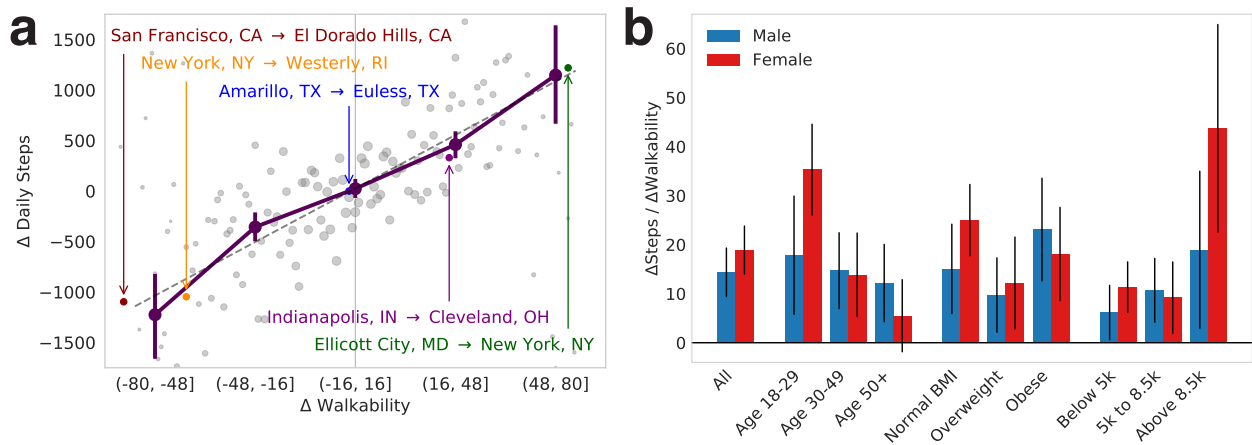 a
1500
1000
500
0
−500
−1000
−1500
Δ Daily Steps
San Francisco, CA → El Dorado Hills, CA
New York, NY → Westerly, RI
Amarillo, TX → Euless, TX
Indianapolis, IN → Cleveland, OH
Ellicott City, MD → New York, NY
(-80, -48] (-48, -16] (-16, 16] (16, 48] (48, 80]
Δ Walkability
b
60
50
40
30
20
10
0
ΔSteps / ΔWalkability
Male
Female
All
Age 18-29
Age 30-49
Age 50+
Normal BMI
Overweight
Obese
Below 5k
5k to 8.5k
Above 8.5k